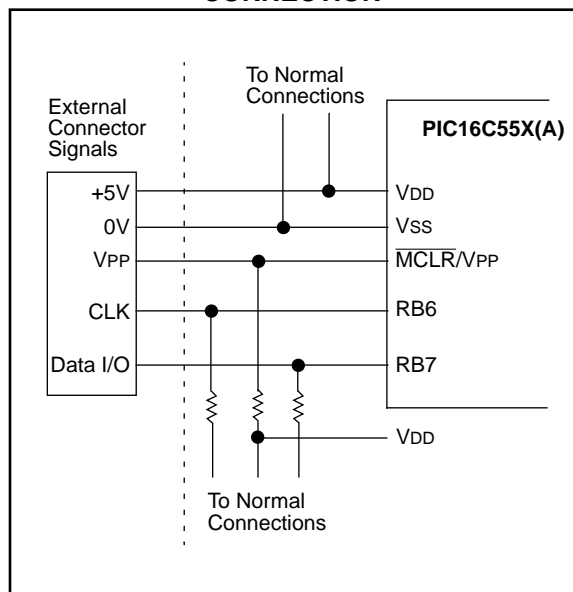 To Normal
Connections
External
Connector
Signals
PIC16C55X(A)
+5V
VDD
0V
VSS
VPP
MCLR/VPP
CLK
RB6
Data I/O
RB7
VDD
To Normal
Connections